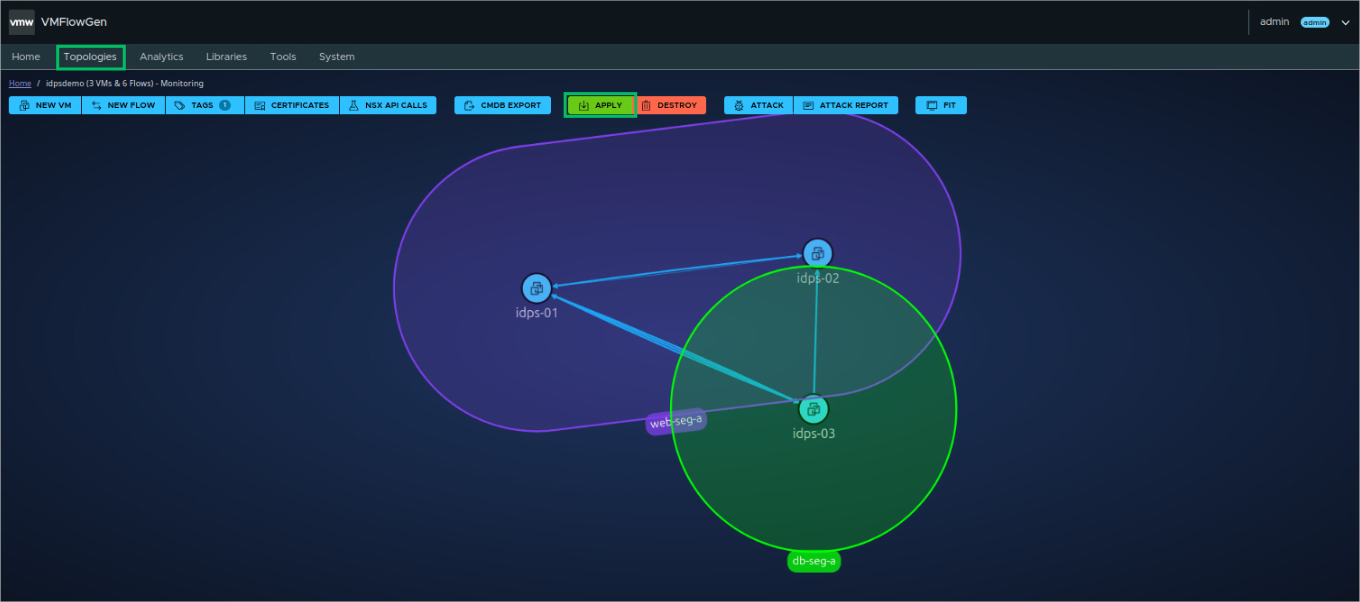 vmw VMFlowGen admin admin
Home Topologies Analytics Libraries Tools System
Home / idpsdemo (3 VMs & 6 Flows) - Monitoring
NEW VM NEW FLOW TAGS 1 CERTIFICATES NSX API CALLS CMDB EXPORT APPLY DESTROY ATTACK ATTACK REPORT FIT
idps-02
idps-01
web-seg-a
idps-03
db-seg-a